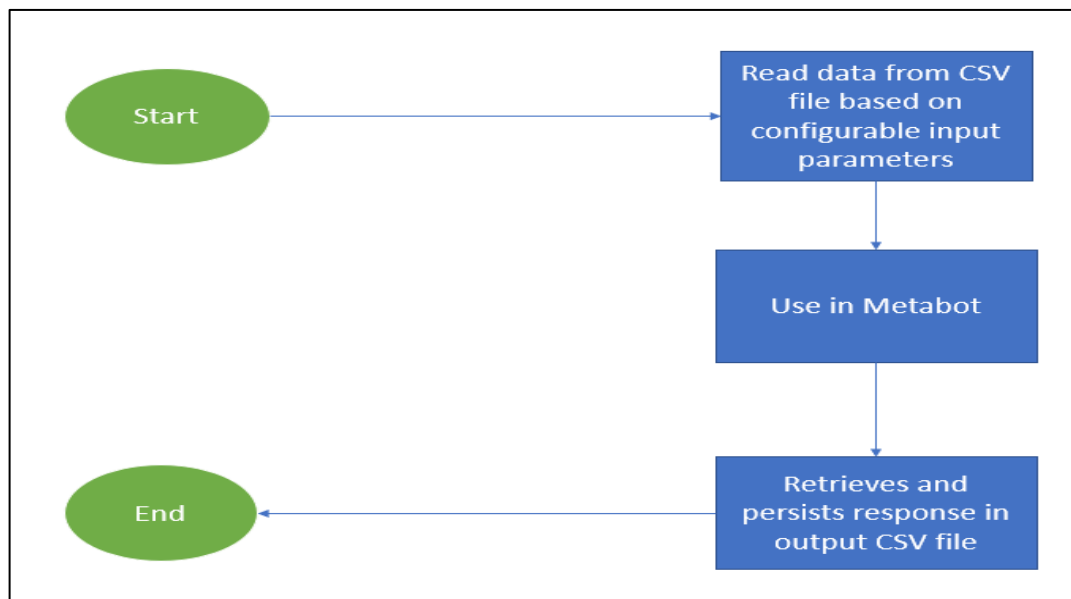 Start
Read data from CSV
file based on
configurable input
parameters
Use in Metabot
Retrieves and
persists response in
output CSV file
End